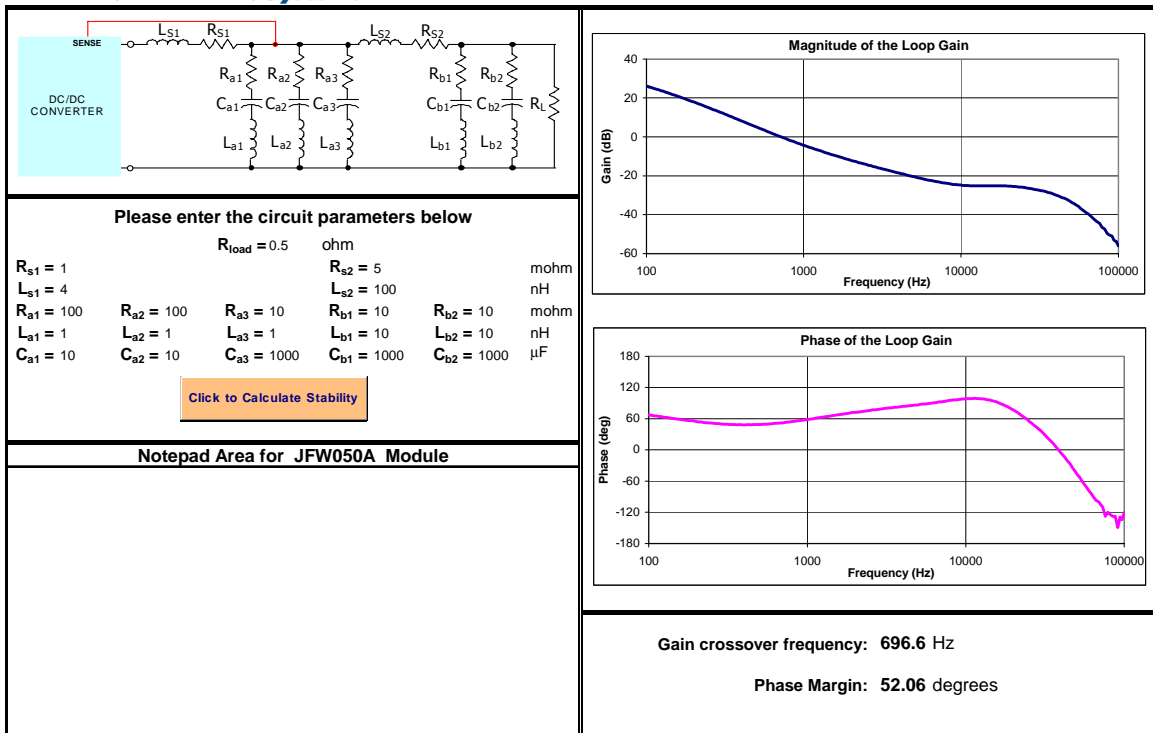 SENSE
DC/DC
CONVERTER
LS1 RS1 LS2 RS2
Ra1 Ra2 Ra3 Rb1 Rb2
Ca1 Ca2 Ca3 Cb1 Cb2 RL
La1 La2 La3 Lb1 Lb2
Please enter the circuit parameters below
Rload = 0.5 ohm
Rs1 = 1 Rs2 = 5 mohm
Ls1 = 4 Ls2 = 100 nH
Ra1 = 100 Ra2 = 100 Ra3 = 10 Rb1 = 10 Rb2 = 10 mohm
La1 = 1 La2 = 1 La3 = 1 Lb1 = 10 Lb2 = 10 nH
Ca1 = 10 Ca2 = 10 Ca3 = 1000 Cb1 = 1000 Cb2 = 1000 μF
Click to Calculate Stability
Notepad Area for JFW050A Module
Magnitude of the Loop Gain
40
20
0
-20
-40
-60
Gain (dB)
100 1000 10000 100000
Frequency (Hz)
Phase of the Loop Gain
180
120
60
0
-60
-120
-180
Phase (deg)
100 1000 10000 100000
Frequency (Hz)
Gain crossover frequency: 696.6 Hz
Phase Margin: 52.06 degrees